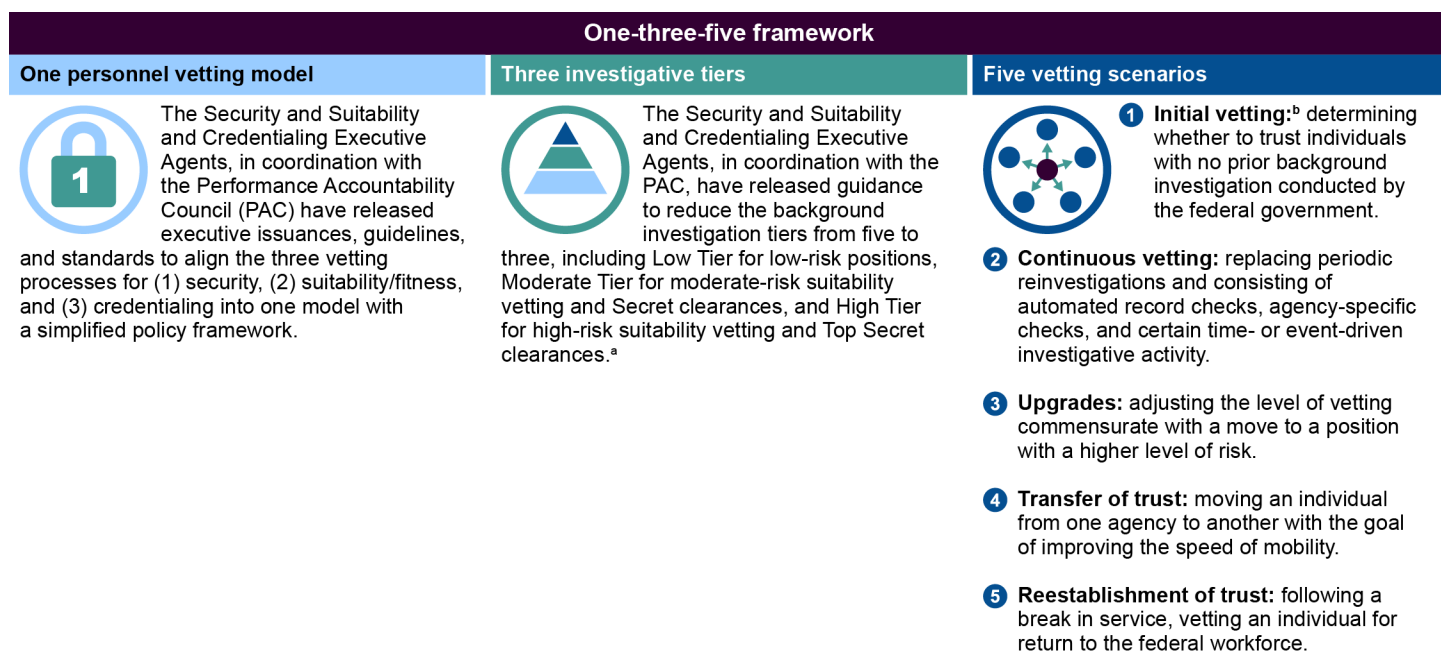 One-three-five framework
One personnel vetting model
1
The Security and Suitability
and Credentialing Executive
Agents, in coordination with
the Performance Accountability
Council (PAC) have released
executive issuances, guidelines,
and standards to align the three vetting
processes for (1) security, (2) suitability/fitness,
and (3) credentialing into one model with
a simplified policy framework.
Three investigative tiers
The Security and Suitability
and Credentialing Executive
Agents, in coordination with the
PAC, have released guidance
to reduce the background
investigation tiers from five to
three, including Low Tier for low-risk positions,
Moderate Tier for moderate-risk suitability
vetting and Secret clearances, and High Tier
for high-risk suitability vetting and Top Secret
clearances.ᵃ
Five vetting scenarios
1 Initial vetting:ᵇ determining
whether to trust individuals
with no prior background
investigation conducted by
the federal government.
2 Continuous vetting: replacing periodic
reinvestigations and consisting of
automated record checks, agency-specific
checks, and certain time- or event-driven
investigative activity.
3 Upgrades: adjusting the level of vetting
commensurate with a move to a position
with a higher level of risk.
4 Transfer of trust: moving an individual
from one agency to another with the goal
of improving the speed of mobility.
5 Reestablishment of trust: following a
break in service, vetting an individual for
return to the federal workforce.